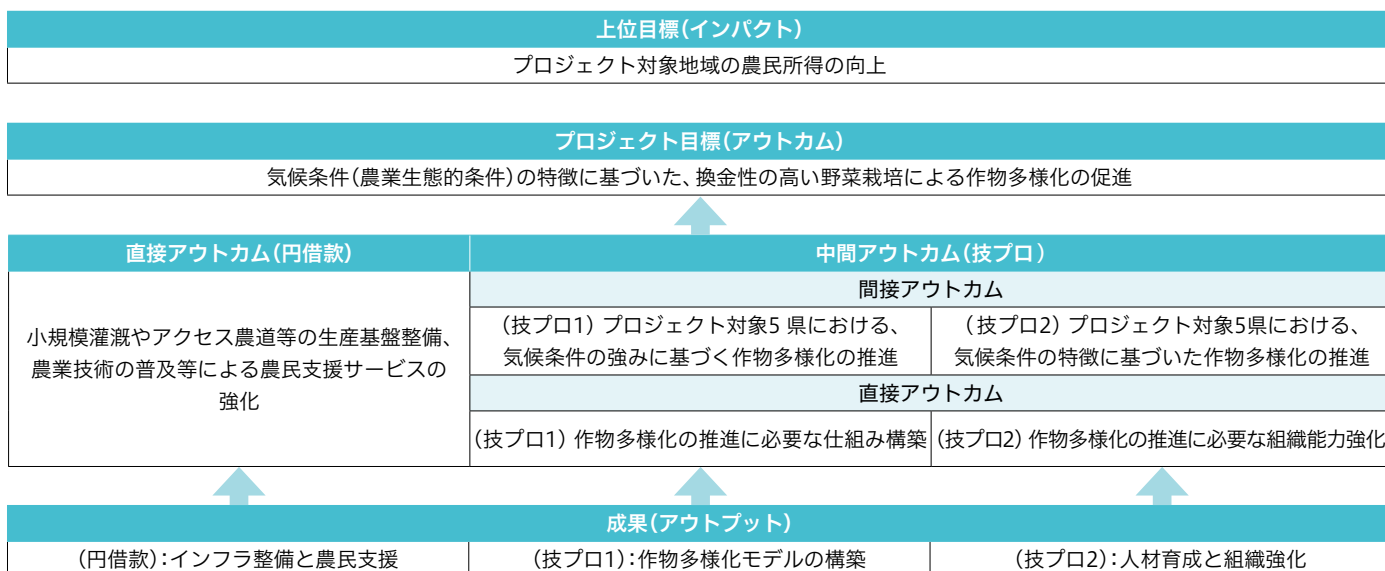 上位目標(インパクト)
プロジェクト対象地域の農民所得の向上
プロジェクト目標(アウトカム)
気候条件(農業生態的条件)の特徴に基づいた、換金性の高い野菜栽培による作物多様化の促進
直接アウトカム(円借款)
小規模灌漑やアクセス農道等の生産基盤整備、
農業技術の普及等による農民支援サービスの
強化
中間アウトカム(技プロ)
間接アウトカム
(技プロ1) プロジェクト対象5 県における、
気候条件の強みに基づく作物多様化の推進
(技プロ2) プロジェクト対象5県における、
気候条件の特徴に基づいた作物多様化の推進
直接アウトカム
(技プロ1) 作物多様化の推進に必要な仕組み構築
(技プロ2) 作物多様化の推進に必要な組織能力強化
成果(アウトプット)
(円借款):インフラ整備と農民支援
(技プロ1):作物多様化モデルの構築
(技プロ2):人材育成と組織強化